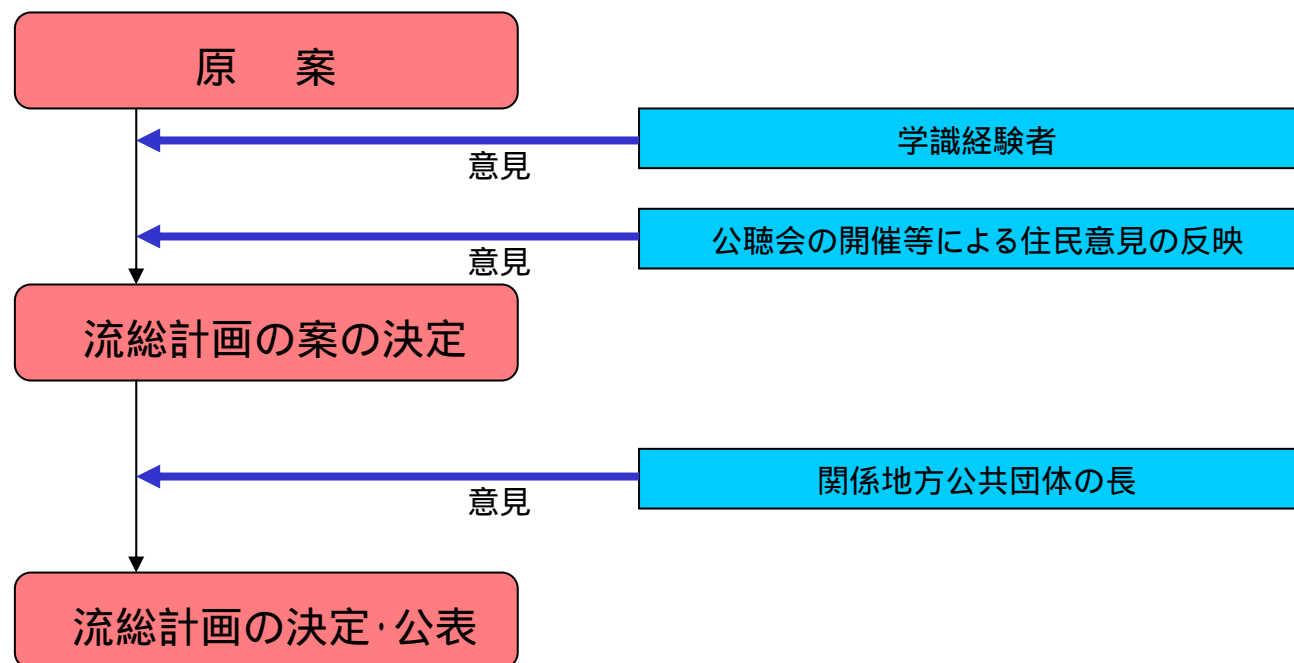 原 案
学識経験者
意見
公聴会の開催等による住民意見の反映
意見
流総計画の案の決定
関係地方公共団体の長
意見
流総計画の決定・公表